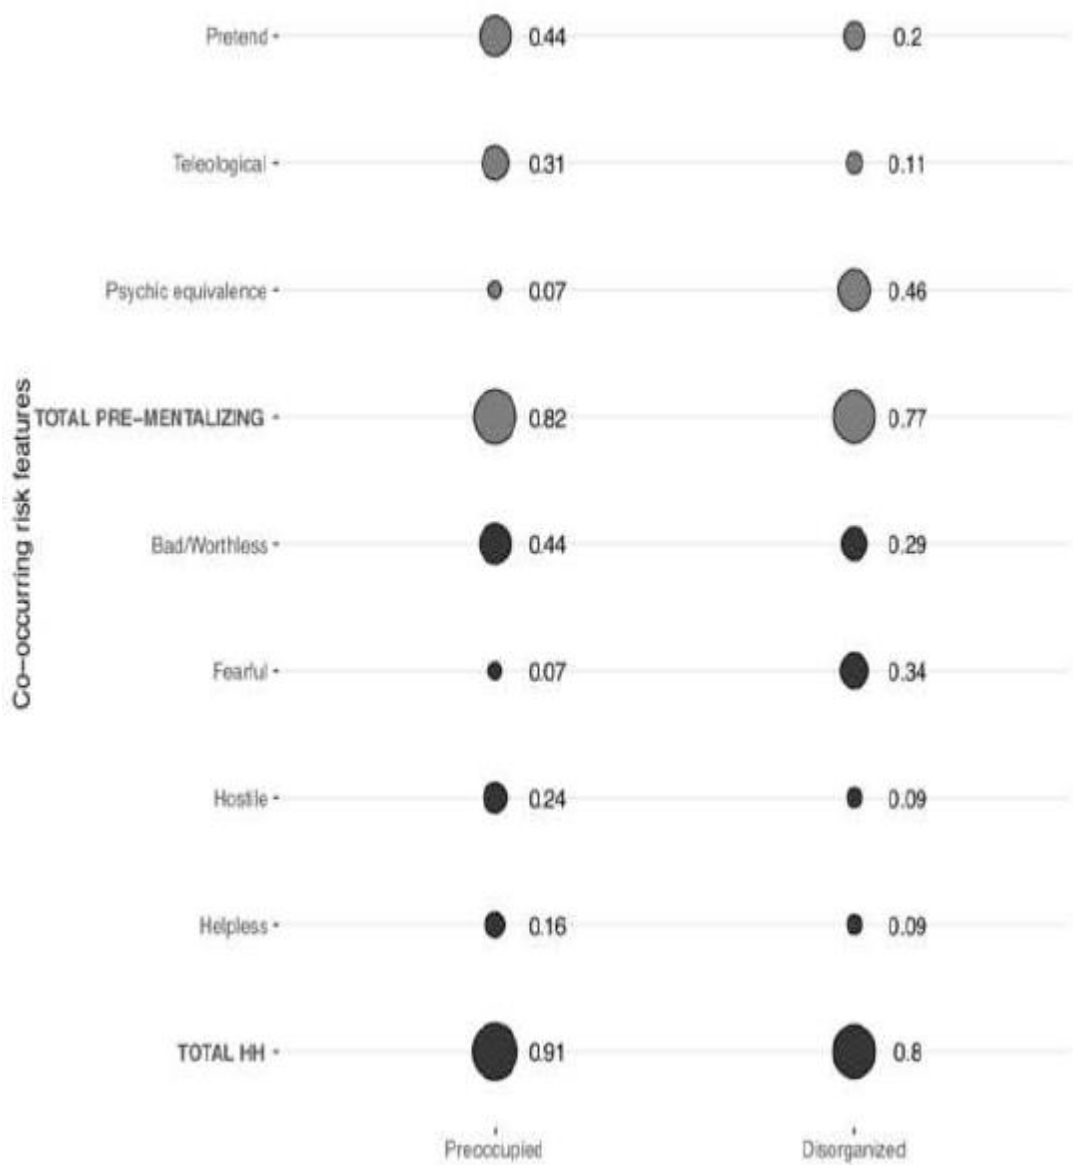 Co-occurring risk features
Pretend 0.44 0.2
Teleological 0.31 0.11
Psychic equivalence 0.07 0.46
TOTAL PRE-MENTALIZING 0.82 0.77
Bad/Worthless 0.44 0.29
Fearful 0.07 0.34
Hostile 0.24 0.09
Helpless 0.16 0.09
TOTAL HH 0.91 0.8
Preoccupied Disorganized